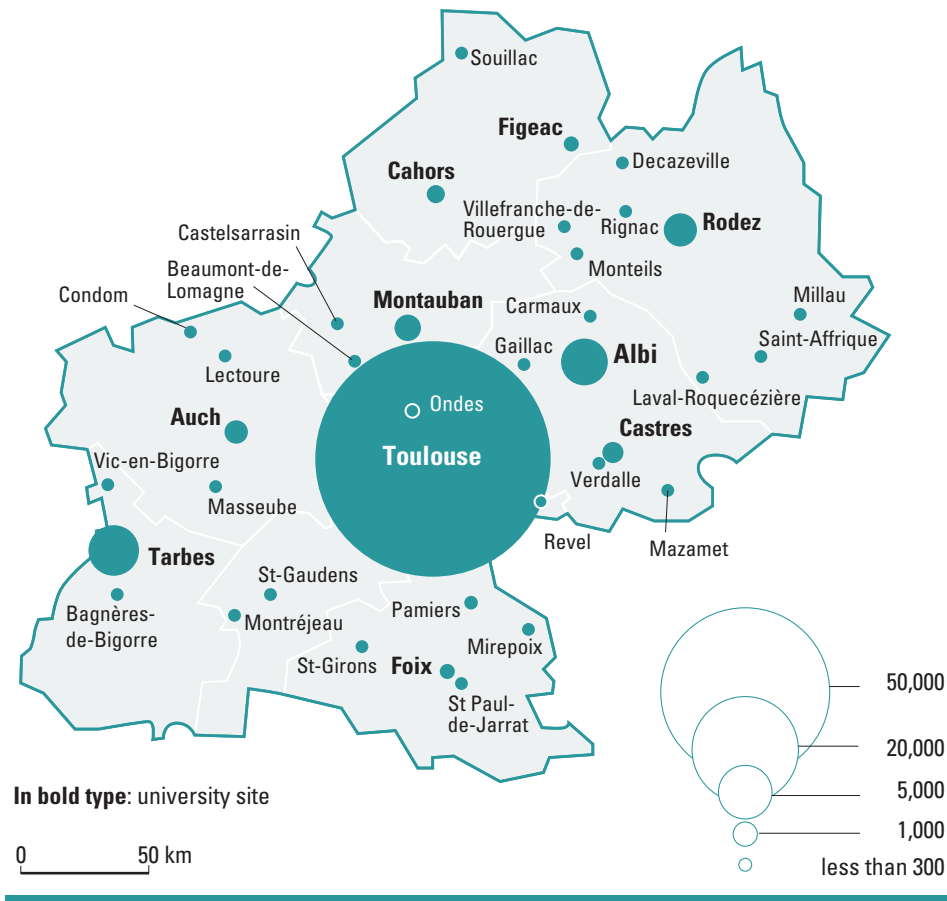 Souillac
Figeac
Decazeville
Cahors
Villefranche-de-
Rouergue
Rignac
Rodez
Castelsarrasin
Beaumont-de-
Lomagne
Monteils
Condom
Montauban
Carmaux
Millau
Saint-Affrique
Gaillac
Albi
Lectoure
Laval-Roquecézière
Ondes
Auch
Castres
Toulouse
Vic-en-Bigorre
Verdalle
Masseube
Revel
Mazamet
Tarbes
St-Gaudens
Bagnères-
de-Bigorre
Montréjeau
Pamiers
Mirepoix
St-Girons
Foix
St Paul-
de-Jarrat
50,000
20,000
5,000
1,000
less than 300
In bold type: university site
0 50 km